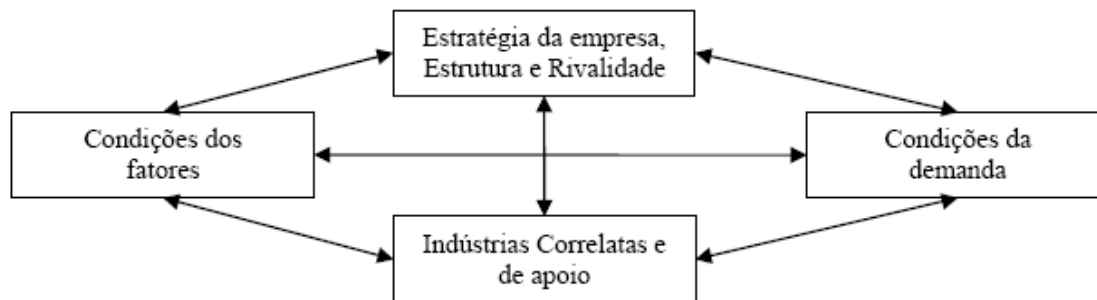 Estratégia da empresa,
Estrutura e Rivalidade
Condições dos
fatores
Condições da
demanda
Indústrias Correlatas e
de apoio